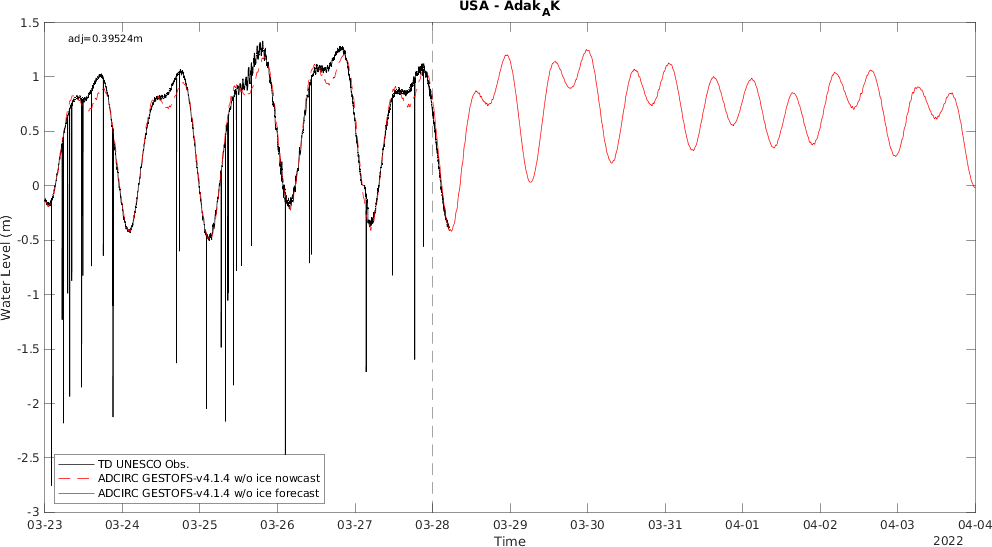 USA - Adak_AK
adj=0.39524m
1.5
1
0.5
0
-0.5
-1
-1.5
-2
-2.5
-3
Water Level (m)
TD UNESCO Obs.
ADCIRC GESTOFS-v4.1.4 w/o ice nowcast
ADCIRC GESTOFS-v4.1.4 w/o ice forecast
03-23 03-24 03-25 03-26 03-27 03-28 03-29 03-30 03-31 04-01 04-02 04-03 04-04
Time
2022